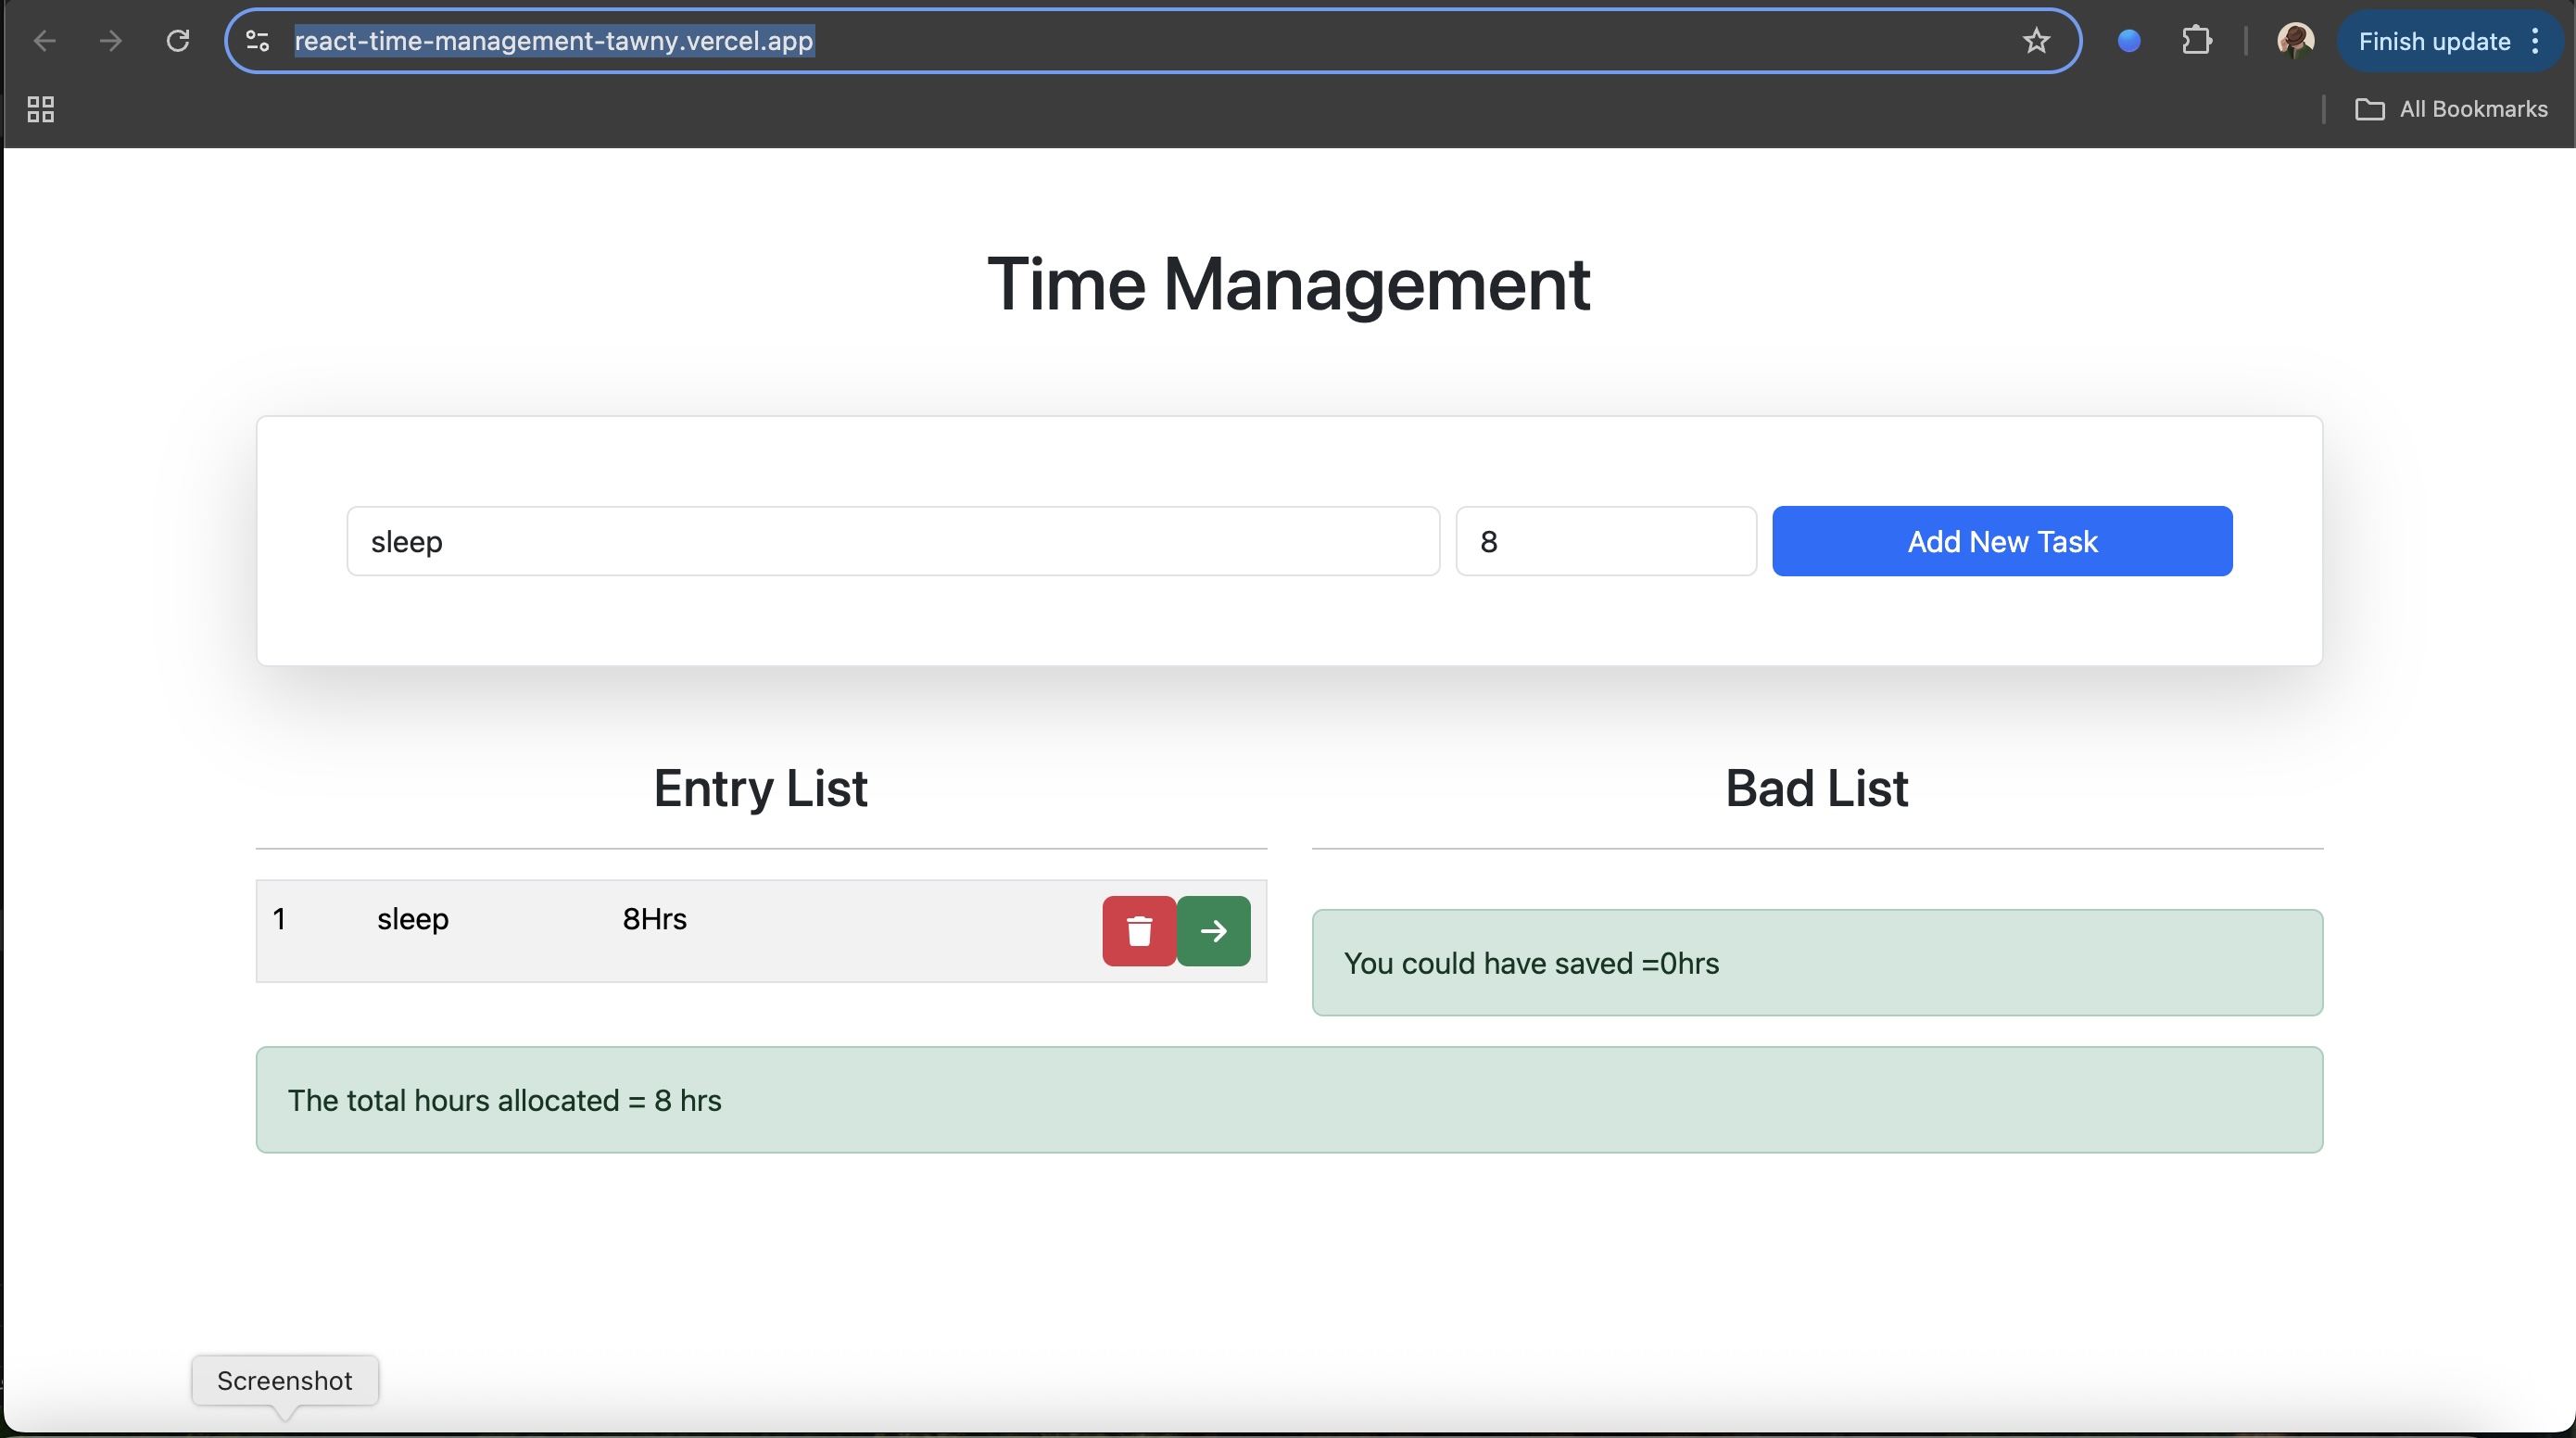 react-time-management-tawny.vercel.app
Finish update
All Bookmarks
Time Management
sleep
8
Add New Task
Entry List
Bad List
1 sleep 8Hrs
You could have saved =0hrs
The total hours allocated = 8 hrs
Screenshot